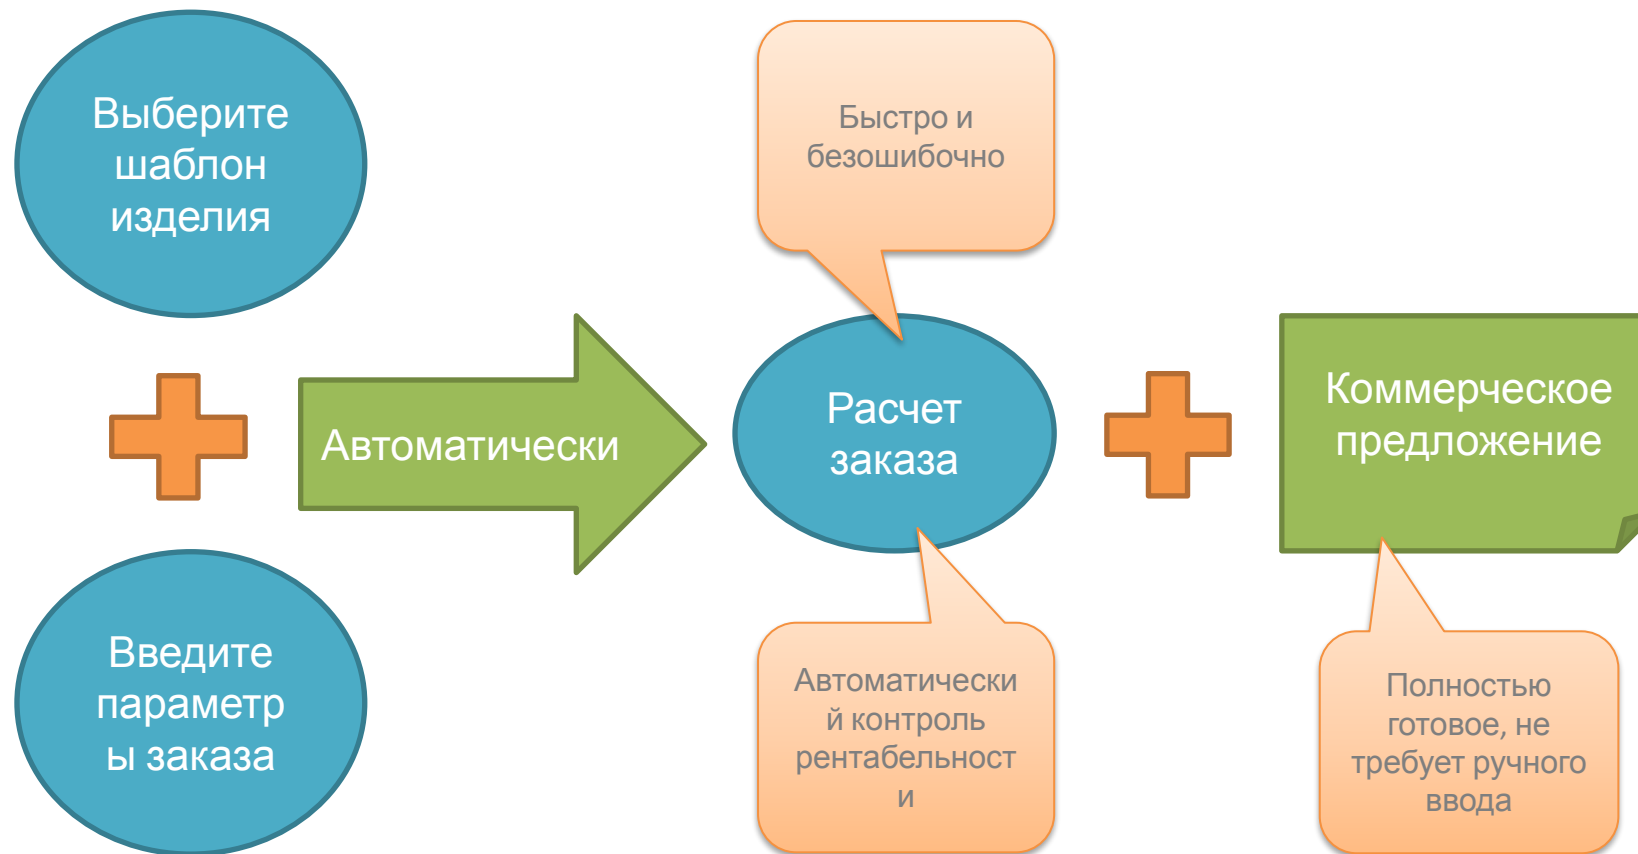 Выберите
шаблон
изделия
Введите
параметр
ы заказа
Автоматически
Быстро и
безошибочно
Расчет
заказа
Автоматически
й контроль
рентабельност
и
Коммерческое
предложение
Полностью
готовое, не
требует ручного
ввода